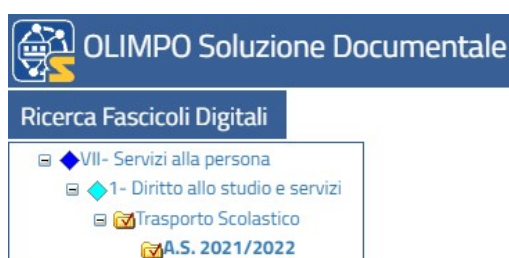 OLIMPO Soluzione Documentale
Ricerca Fascicoli Digitali
VII- Servizi alla persona
1- Diritto allo studio e servizi
Trasporto Scolastico
A.S. 2021/2022